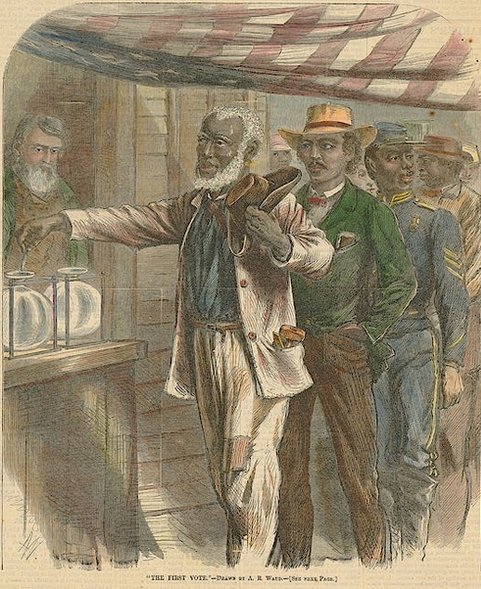 "THE FIRST VOTE."—DRAWN BY A. R. WAUD.—[SEE NEXT PAGE.]